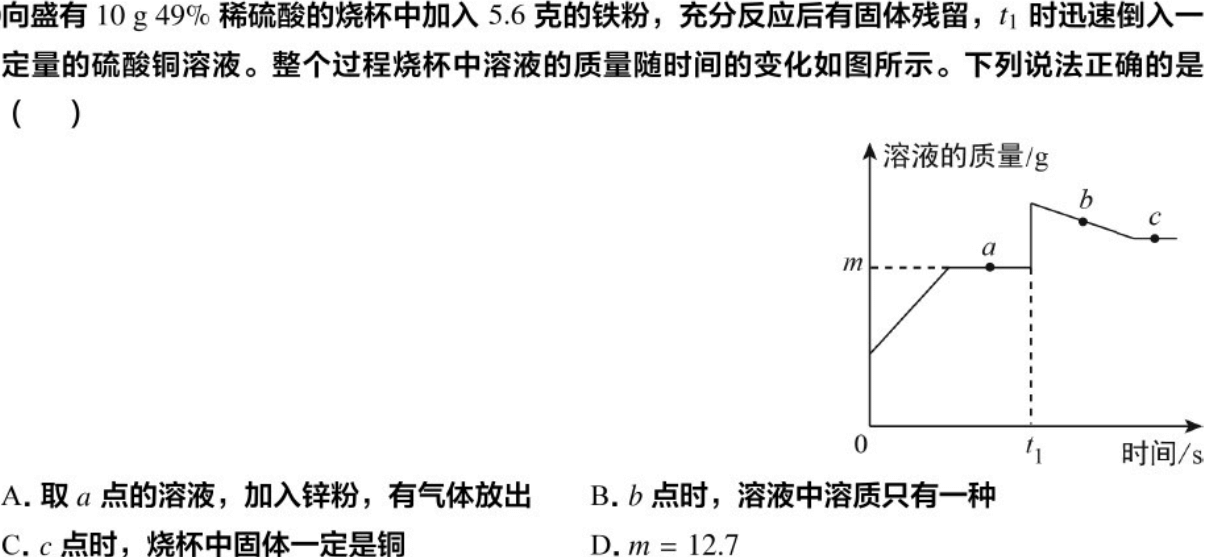 向盛有 10 g 49% 稀硫酸的烧杯中加入 5.6 克的铁粉，充分反应后有固体残留，t₁ 时迅速倒入一
定量的硫酸铜溶液。整个过程烧杯中溶液的质量随时间的变化如图所示。下列说法正确的是
（　）
溶液的质量/g
b
c
a
m
0
t₁
时间/s
A. 取 a 点的溶液，加入锌粉，有气体放出 B. b 点时，溶液中溶质只有一种
C. c 点时，烧杯中固体一定是铜 D. m = 12.7